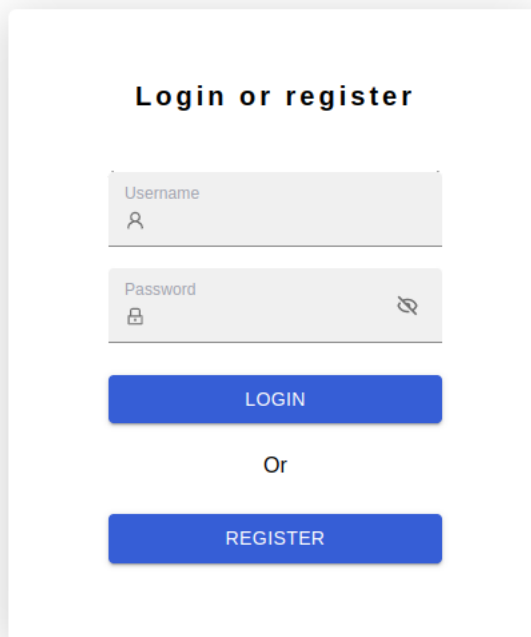 Login or register
Username
Password
LOGIN
Or
REGISTER